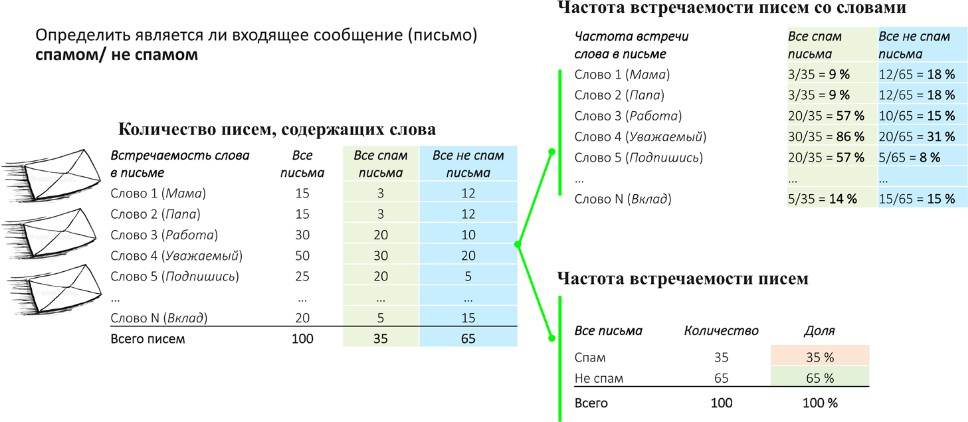 Определить является ли входящее сообщение (письмо)
спамом/ не спамом
Количество писем, содержащих слова
Встречаемость слова в письме Все письма Все спам письма Все не спам письма
Слово 1 (Мама) 15 3 12
Слово 2 (Папа) 15 3 12
Слово 3 (Работа) 30 20 10
Слово 4 (Уважаемый) 50 30 20
Слово 5 (Подпишись) 25 20 5
... ... ... ...
Слово N (Вклад) 20 5 15
Всего писем 100 35 65
Частота встречаемости писем со словами
Частота встречи слова в письме Все спам письма Все не спам письма
Слово 1 (Мама) 3/35 = 9 % 12/65 = 18 %
Слово 2 (Папа) 3/35 = 9 % 12/65 = 18 %
Слово 3 (Работа) 20/35 = 57 % 10/65 = 15 %
Слово 4 (Уважаемый) 30/35 = 86 % 20/65 = 31 %
Слово 5 (Подпишись) 20/35 = 57 % 5/65 = 8 %
... ... ...
Слово N (Вклад) 5/35 = 14 % 15/65 = 15 %
Частота встречаемости писем
Все письма Количество Доля
Спам 35 35 %
Не спам 65 65 %
Всего 100 100 %